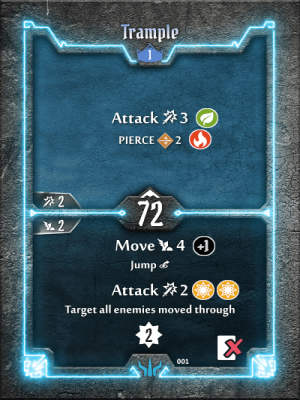 Trample
1
Attack 3
PIERCE 2
2
72
2
Move 4 +1
Jump
Attack 2
Target all enemies moved through
2
001